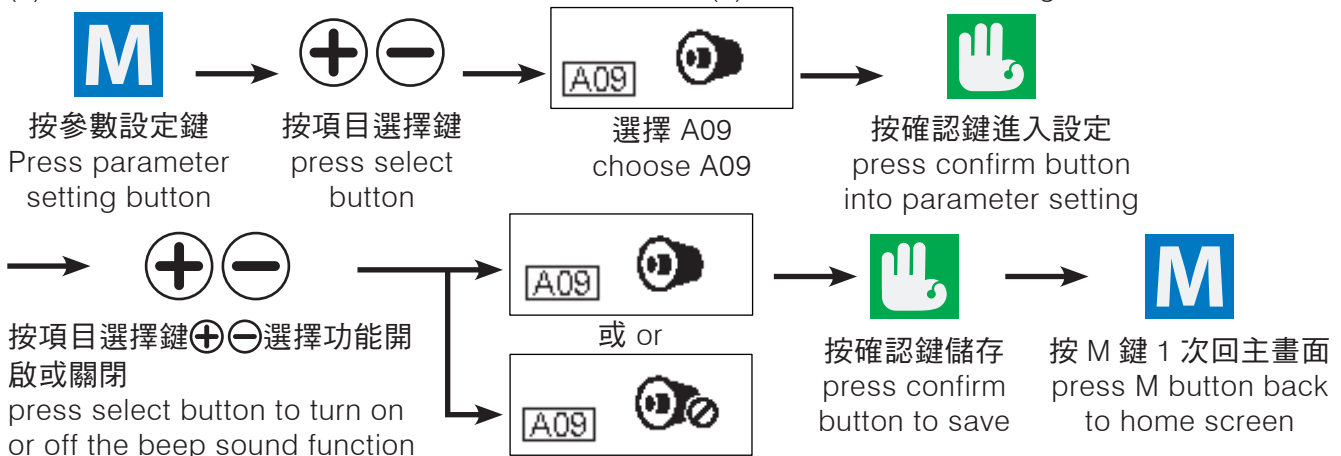 M
A09
按參數設定鍵
Press parameter
setting button
按項目選擇鍵
press select
button
選擇 A09
choose A09
按確認鍵進入設定
press confirm button
into parameter setting
A09
或 or
A09
按項目選擇鍵⊕⊖選擇功能開
啟或關閉
press select button to turn on
or off the beep sound function
按確認鍵儲存
press confirm
button to save
M
按 M 鍵 1 次回主畫面
press M button back
to home screen